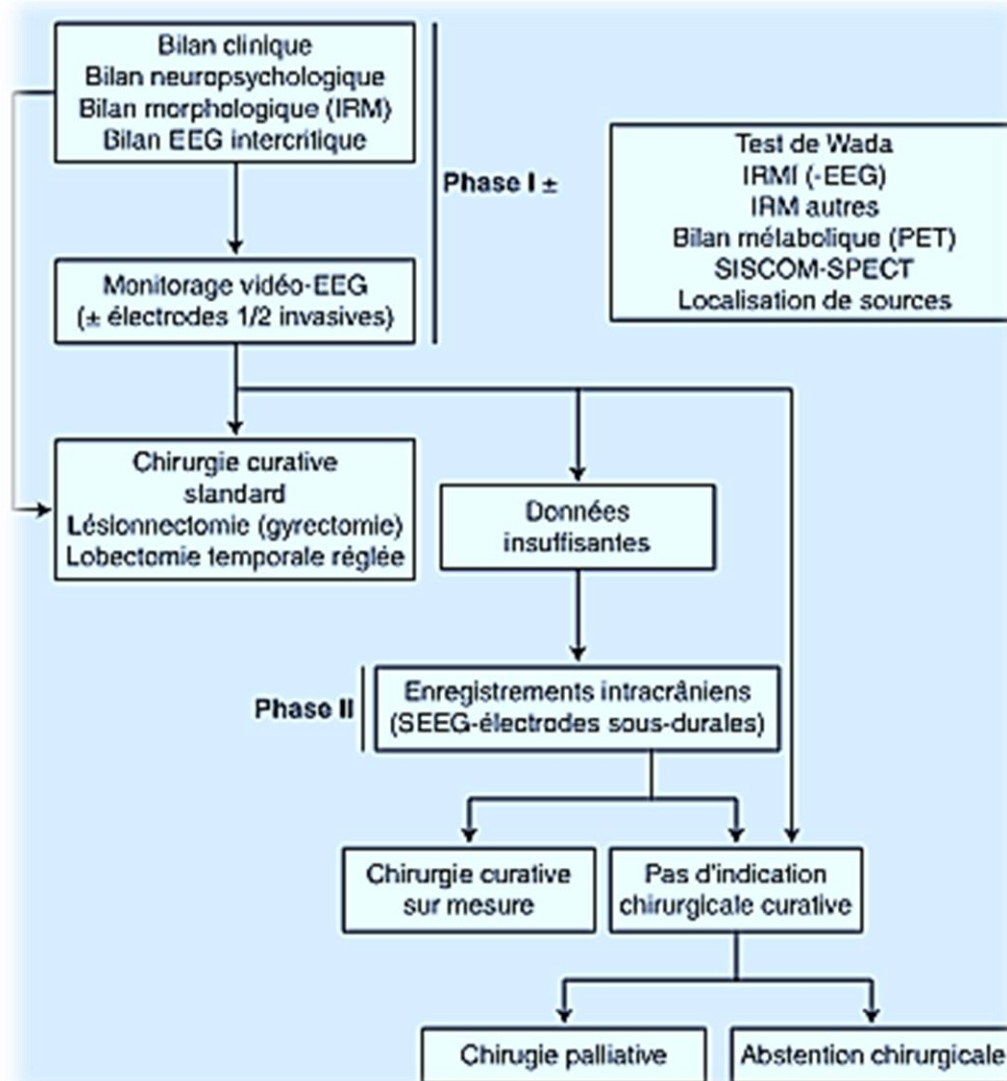 Bilan clinique
Bilan neuropsychologique
Bilan morphologique (IRM)
Bilan EEG intercritique
Phase I ±
Test de Wada
IRMf (-EEG)
IRM autres
Bilan métabolique (PET)
SISCOM-SPECT
Localisation de sources
Monitorage vidéo-EEG
(± électrodes 1/2 invasives)
Chirurgie curative
standard
Lésionnectomie (gyrectomie)
Lobectomie temporale réglée
Données
insuffisantes
Phase II
Enregistrements intracrâniens
(SEEG-électrodes sous-durales)
Chirurgie curative
sur mesure
Pas d'indication
chirurgicale curative
Chirugie palliative
Abstention chirurgicale